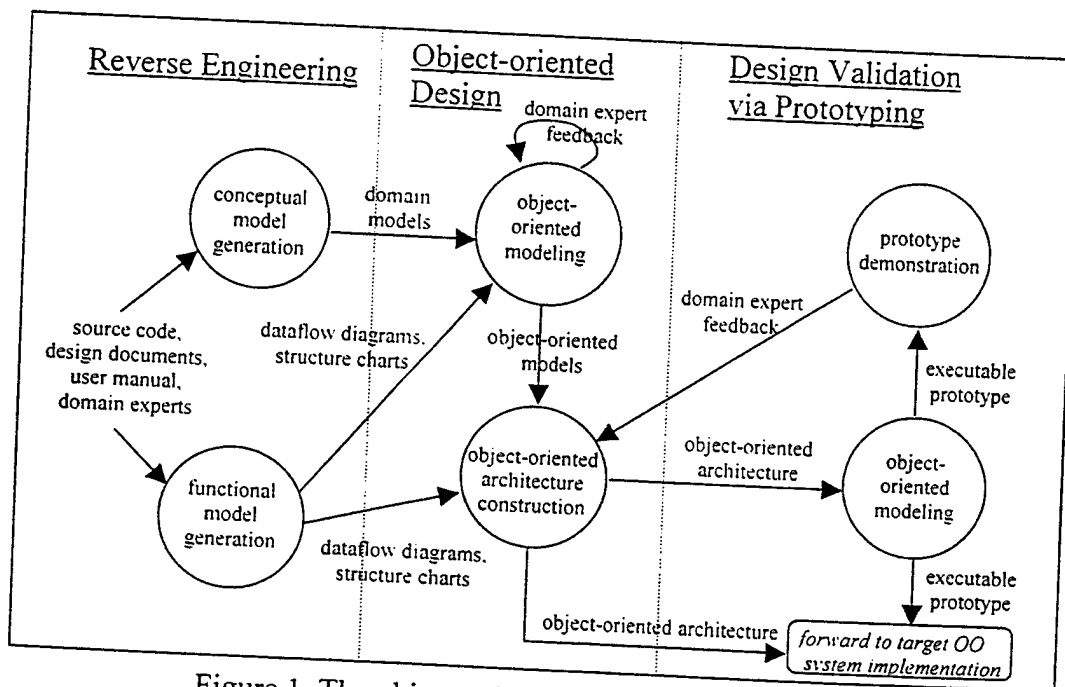 Reverse Engineering
Object-oriented
Design
Design Validation
via Prototyping
domain expert
feedback
conceptual
model
generation
domain
models
object-
oriented
modeling
prototype
demonstration
source code,
design documents,
user manual,
domain experts
dataflow diagrams,
structure charts
object-oriented
models
domain expert
feedback
executable
prototype
functional
model
generation
object-oriented
architecture
construction
object-oriented
architecture
object-
oriented
modeling
dataflow diagrams,
structure charts
executable
prototype
object-oriented architecture
forward to target OO
system implementation
Figure 1. The